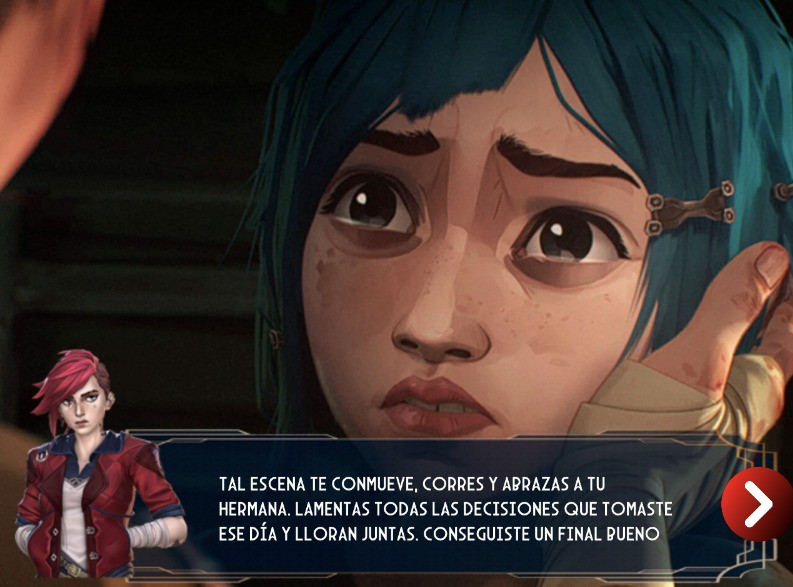 TAL ESCENA TE CONMUEVE, CORRES Y ABRAZAS A TU
HERMANA. LAMENTAS TODAS LAS DECISIONES QUE TOMASTE
ESE DÍA Y LLORAN JUNTAS. CONSEGUISTE UN FINAL BUENO